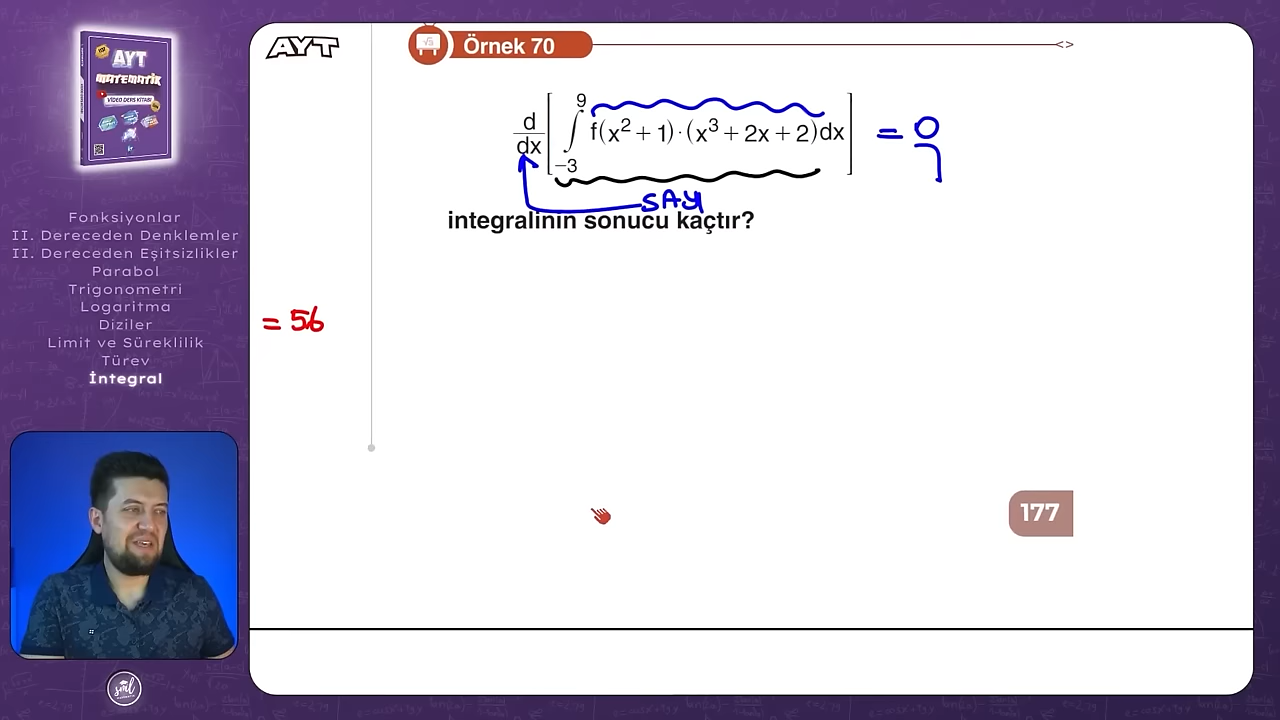 AYT
MATEMATİK
VİDEO DERS KİTABI
Fonksiyonlar
II. Dereceden Denklemler
II. Dereceden Eşitsizlikler
Parabol
Trigonometri
Logaritma
Diziler
Limit ve Süreklilik
Türev
İntegral
sml
AYT
Örnek 70
<>
d/dx [ ∫_{-3}^{9} f(x² + 1) · (x³ + 2x + 2)dx ] = 0
SAYI
integralinin sonucu kaçtır?
= 56
177